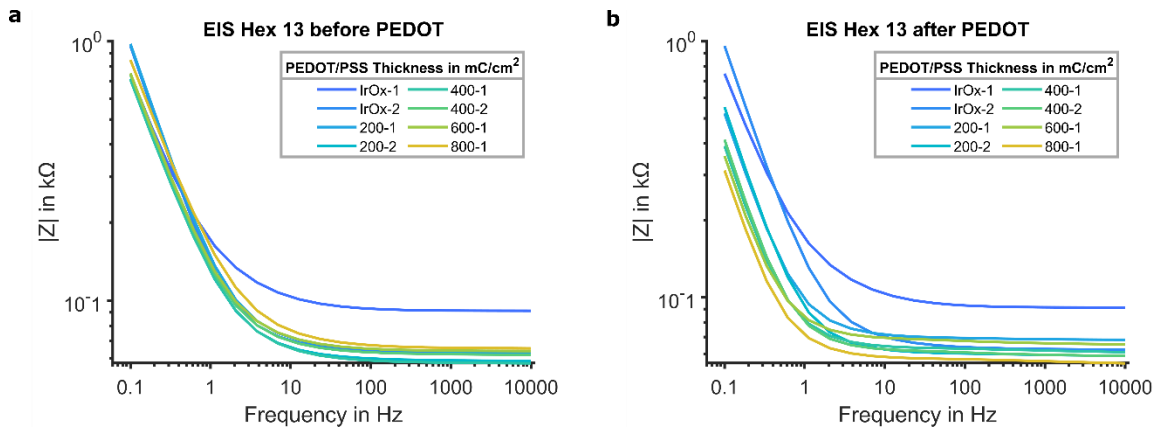 a
EIS Hex 13 before PEDOT
PEDOT/PSS Thickness in mC/cm²
IrOx-1 400-1
IrOx-2 400-2
200-1 600-1
200-2 800-1
|Z| in kΩ
10⁰
10⁻¹
0.1 1 10 100 1000 10000
Frequency in Hz
b
EIS Hex 13 after PEDOT
PEDOT/PSS Thickness in mC/cm²
IrOx-1 400-1
IrOx-2 400-2
200-1 600-1
200-2 800-1
|Z| in kΩ
10⁰
10⁻¹
0.1 1 10 100 1000 10000
Frequency in Hz